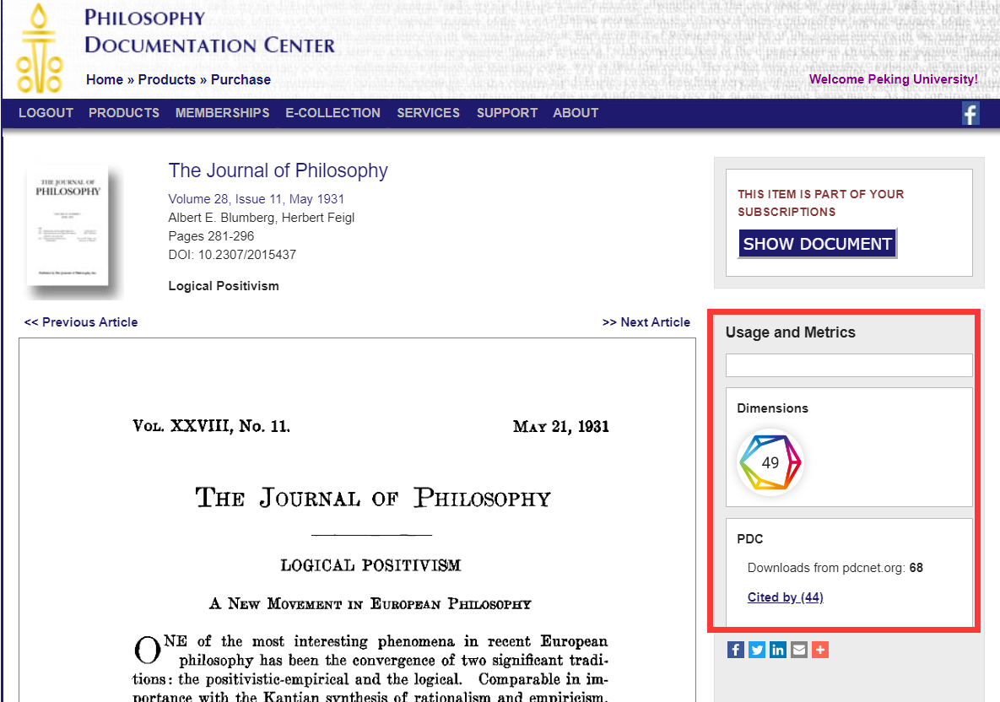 PHILOSOPHY
DOCUMENTATION CENTER
Home » Products » Purchase
Welcome Peking University!
LOGOUT PRODUCTS MEMBERSHIPS E-COLLECTION SERVICES SUPPORT ABOUT
THE JOURNAL OF
PHILOSOPHY
The Journal of Philosophy
Volume 28, Issue 11, May 1931
Albert E. Blumberg, Herbert Feigl
Pages 281-296
DOI: 10.2307/2015437
Logical Positivism
THIS ITEM IS PART OF YOUR
SUBSCRIPTIONS
SHOW DOCUMENT
<< Previous Article
>> Next Article
VOL. XXVIII, No. 11.
MAY 21, 1931
THE JOURNAL OF PHILOSOPHY
LOGICAL POSITIVISM
A NEW MOVEMENT IN EUROPEAN PHILOSOPHY
ONE of the most interesting phenomena in recent European
philosophy has been the convergence of two significant tradi-
tions: the positivistic-empirical and the logical. Comparable in im-
portance with the Kantian synthesis of rationalism and empiricism,
Usage and Metrics
Dimensions
49
PDC
Downloads from pdcnet.org: 68
Cited by (44)